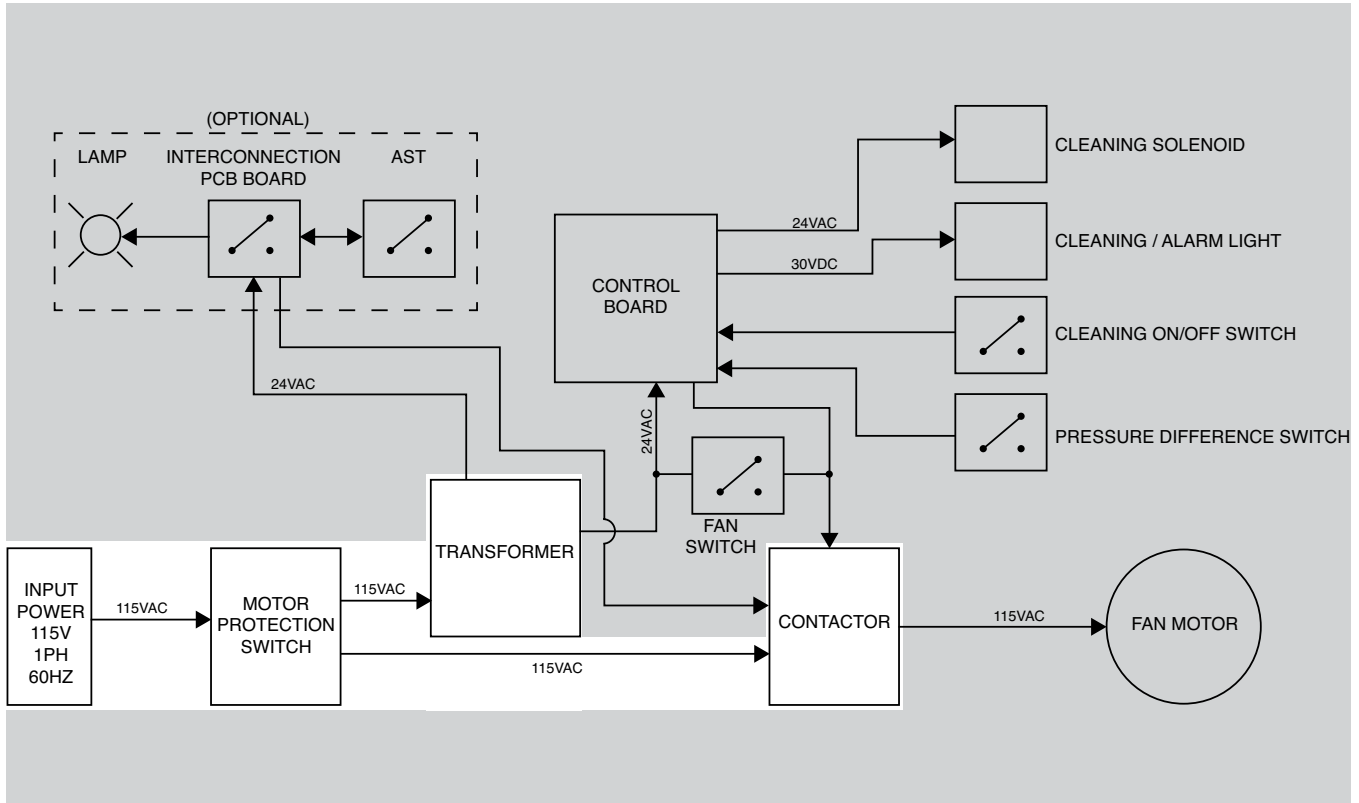 (OPTIONAL)
LAMP
INTERCONNECTION
PCB BOARD
AST
24VAC
CONTROL
BOARD
24VAC
30VDC
CLEANING SOLENOID
CLEANING / ALARM LIGHT
CLEANING ON/OFF SWITCH
PRESSURE DIFFERENCE SWITCH
24VAC
FAN
SWITCH
INPUT
POWER
115V
1PH
60HZ
115VAC
MOTOR
PROTECTION
SWITCH
115VAC
TRANSFORMER
115VAC
CONTACTOR
115VAC
FAN MOTOR